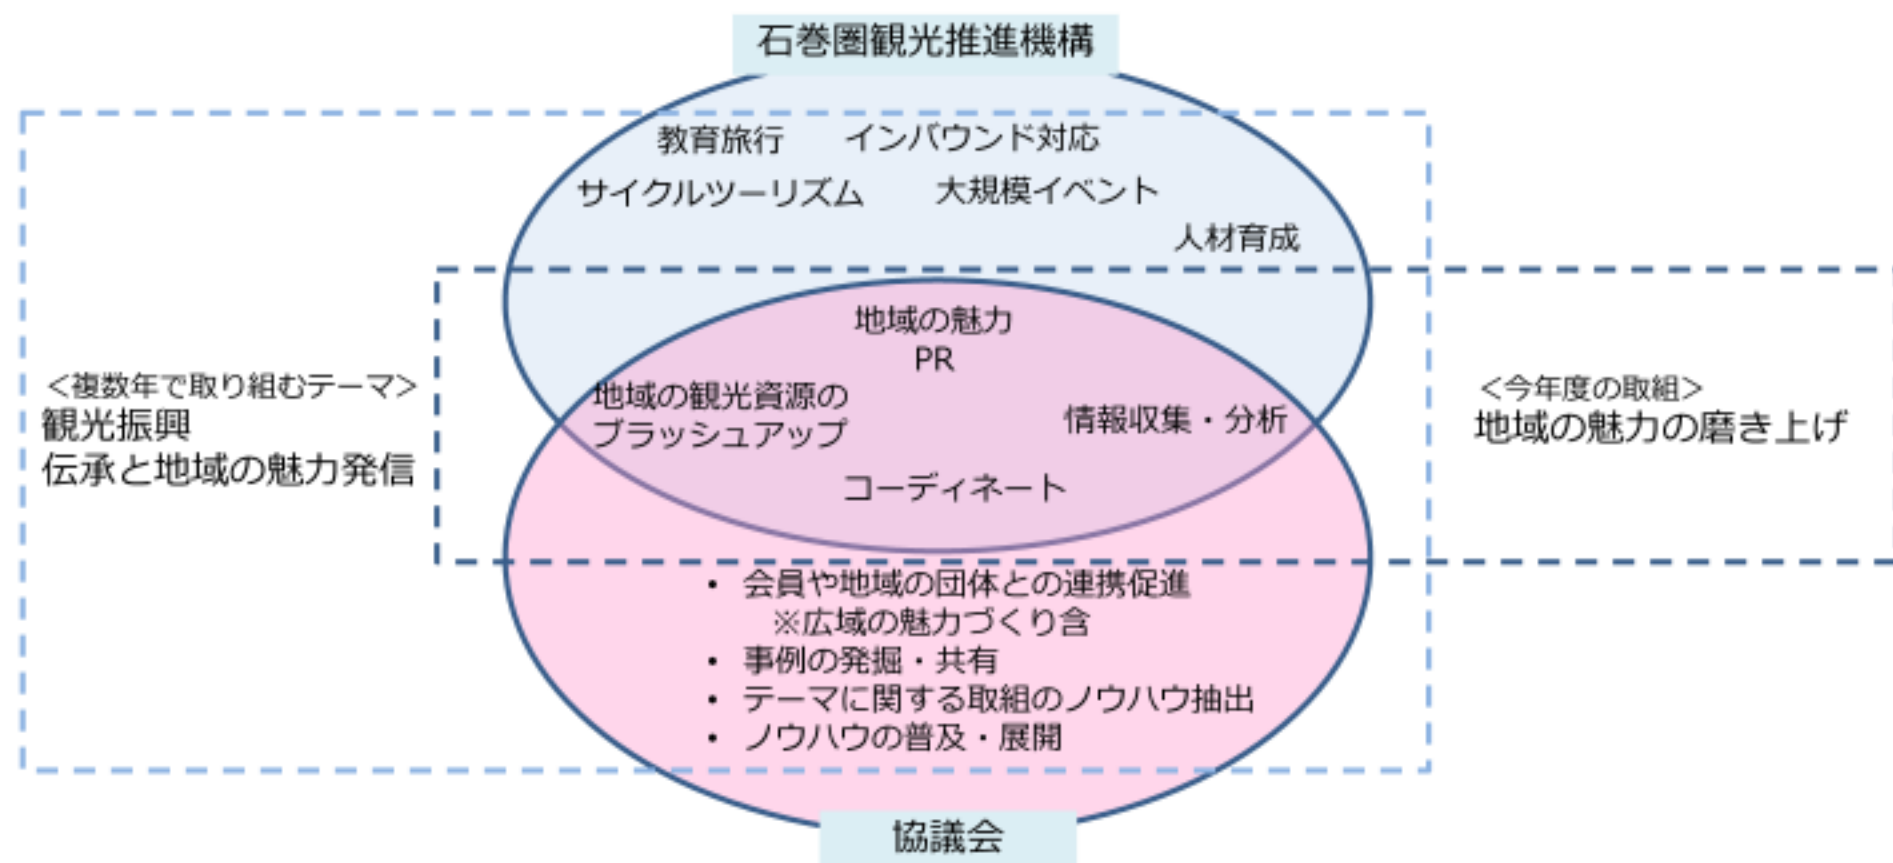 石巻圏観光推進機構
教育旅行
インバウンド対応
サイクルツーリズム
大規模イベント
人材育成
地域の魅力
PR
地域の観光資源の
ブラッシュアップ
情報収集・分析
コーディネート
＜複数年で取り組むテーマ＞
観光振興
伝承と地域の魅力発信
＜今年度の取組＞
地域の魅力の磨き上げ
• 会員や地域の団体との連携促進
※広域の魅力づくり含
• 事例の発掘・共有
• テーマに関する取組のノウハウ抽出
• ノウハウの普及・展開
協議会